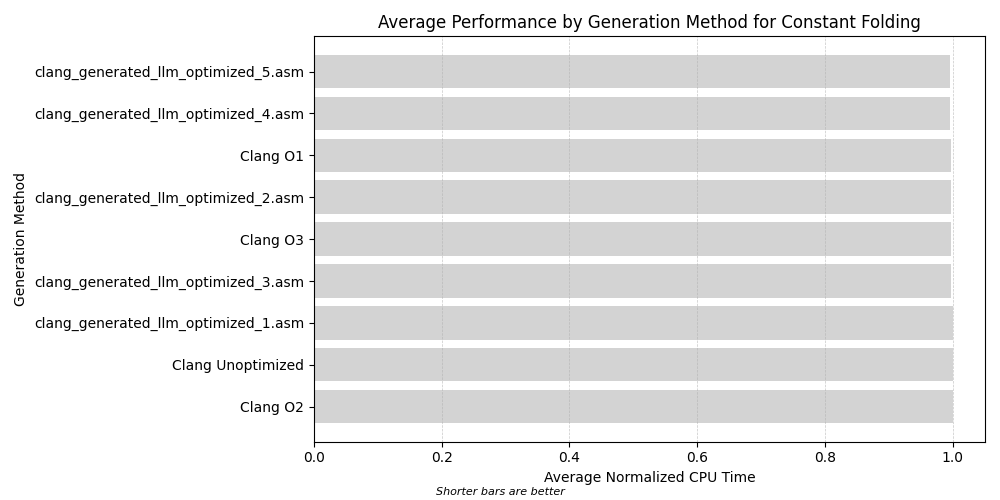 Average Performance by Generation Method for Constant Folding
Generation Method
clang_generated_llm_optimized_5.asm
clang_generated_llm_optimized_4.asm
Clang O1
clang_generated_llm_optimized_2.asm
Clang O3
clang_generated_llm_optimized_3.asm
clang_generated_llm_optimized_1.asm
Clang Unoptimized
Clang O2
0.0 0.2 0.4 0.6 0.8 1.0
Average Normalized CPU Time
Shorter bars are better